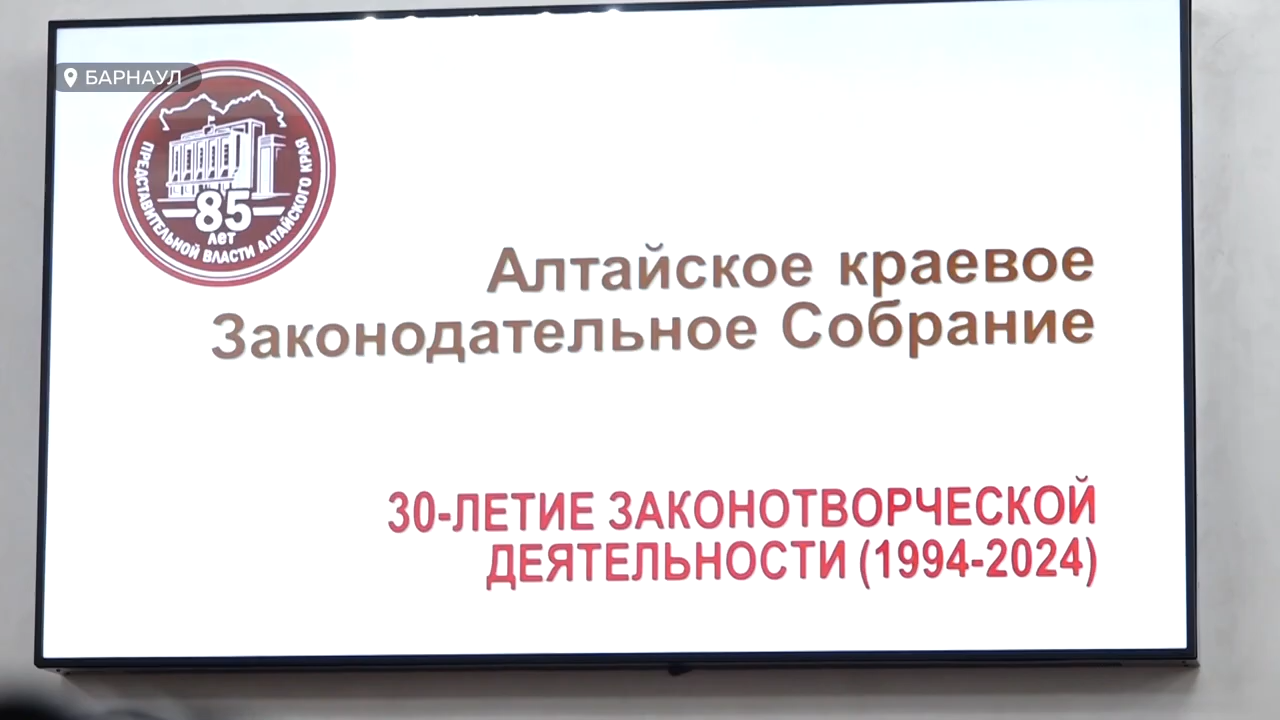 БАРНАУЛ
ПРЕДСТАВИТЕЛЬНОЙ ВЛАСТИ АЛТАЙСКОГО КРАЯ
85
лет
Алтайское краевое
Законодательное Собрание
30-ЛЕТИЕ ЗАКОНОТВОРЧЕСКОЙ
ДЕЯТЕЛЬНОСТИ (1994-2024)